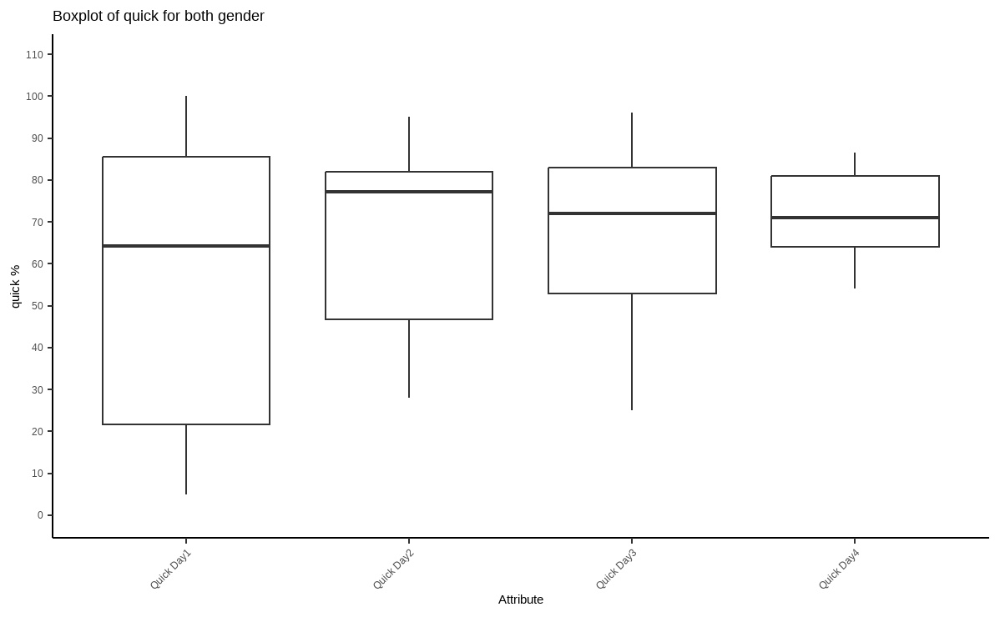 Boxplot of quick for both gender
110
100
90
80
70
60
50
40
30
20
10
0
quick %
Quick Day1
Quick Day2
Quick Day3
Quick Day4
Attribute